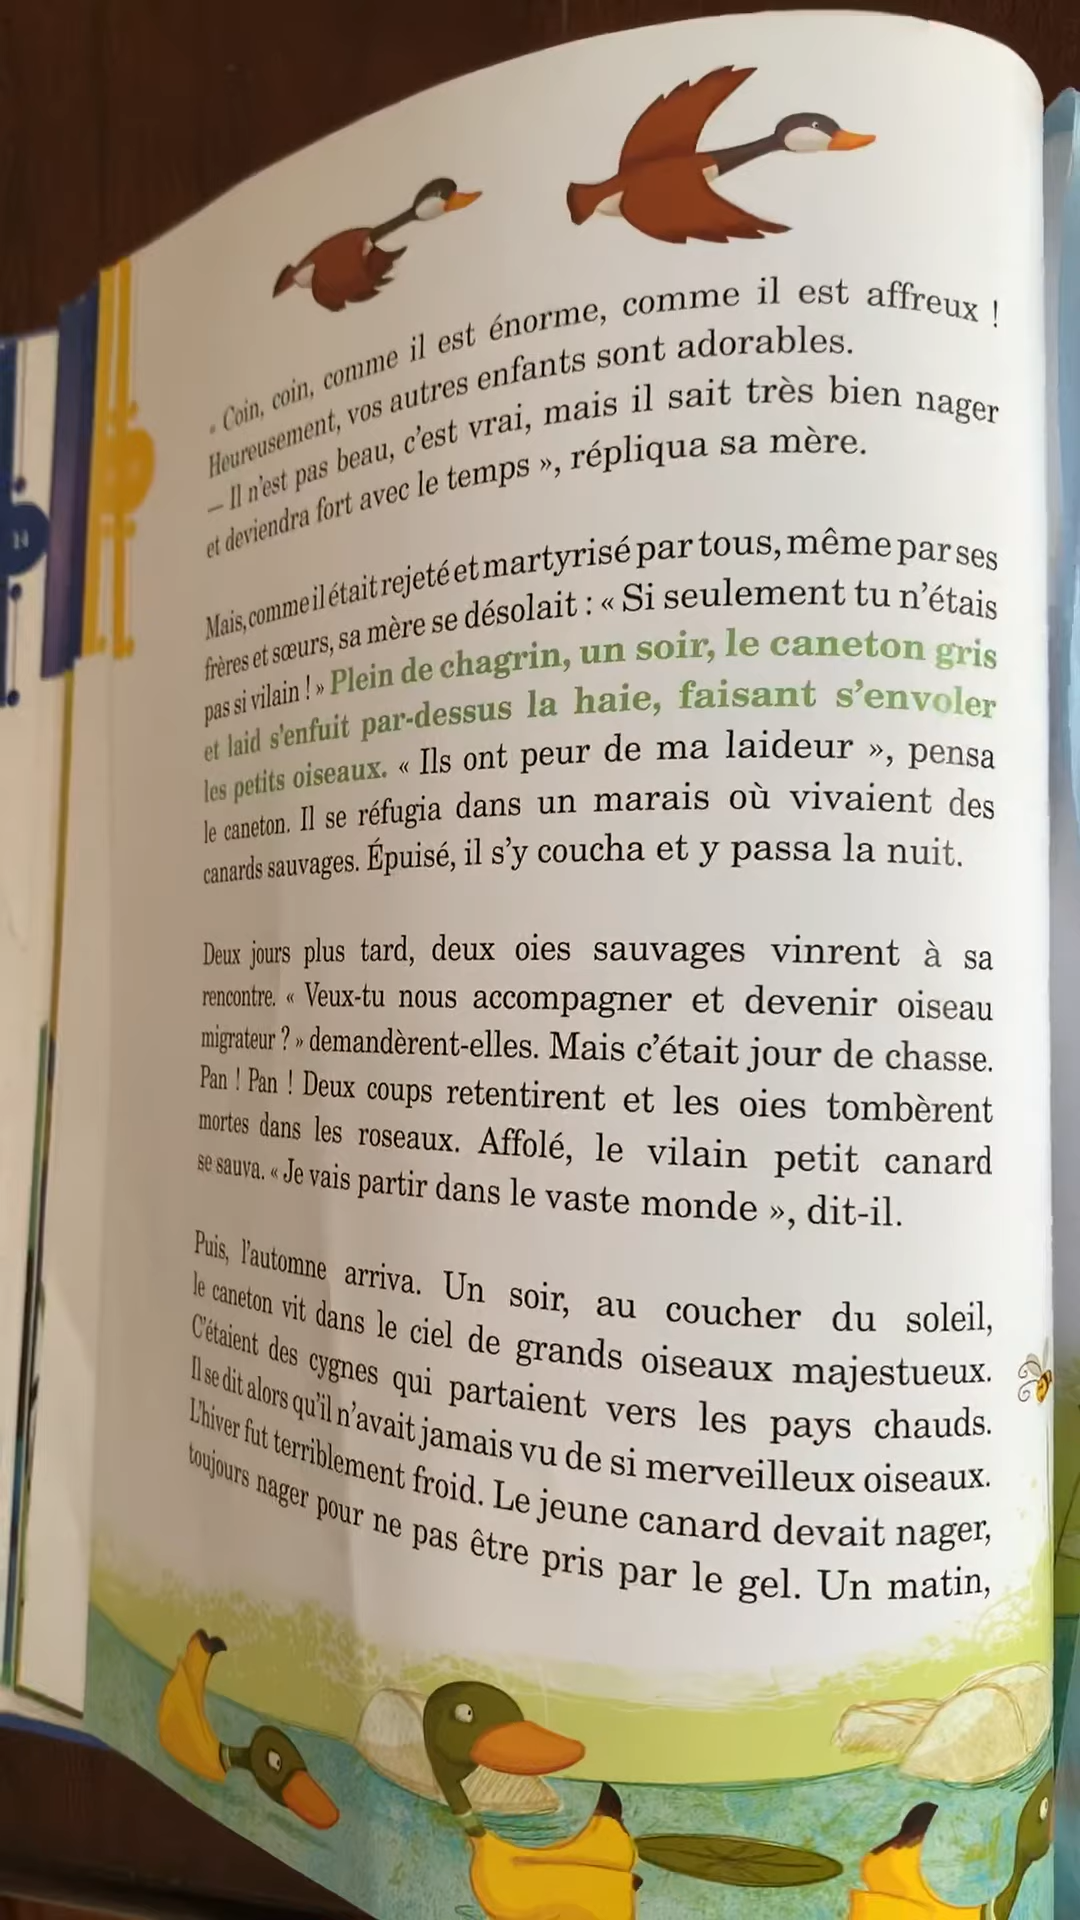 « Coin, coin, comme il est énorme, comme il est affreux !
Heureusement, vos autres enfants sont adorables.
– Il n'est pas beau, c'est vrai, mais il sait très bien nager
et deviendra fort avec le temps », répliqua sa mère.
Mais, comme il était rejeté et martyrisé par tous, même par ses
frères et sœurs, sa mère se désolait : « Si seulement tu n'étais
pas si vilain ! » Plein de chagrin, un soir, le caneton gris
et laid s'enfuit par-dessus la haie, faisant s'envoler
les petits oiseaux. « Ils ont peur de ma laideur », pensa
le caneton. Il se réfugia dans un marais où vivaient des
canards sauvages. Épuisé, il s'y coucha et y passa la nuit.
Deux jours plus tard, deux oies sauvages vinrent à sa
rencontre. « Veux-tu nous accompagner et devenir oiseau
migrateur ? » demandèrent-elles. Mais c'était jour de chasse.
Pan ! Pan ! Deux coups retentirent et les oies tombèrent
mortes dans les roseaux. Affolé, le vilain petit canard
se sauva. « Je vais partir dans le vaste monde », dit-il.
Puis, l'automne arriva. Un soir, au coucher du soleil,
le caneton vit dans le ciel de grands oiseaux majestueux.
C'étaient des cygnes qui partaient vers les pays chauds.
Il se dit alors qu'il n'avait jamais vu de si merveilleux oiseaux.
L'hiver fut terriblement froid. Le jeune canard devait nager,
toujours nager pour ne pas être pris par le gel. Un matin,